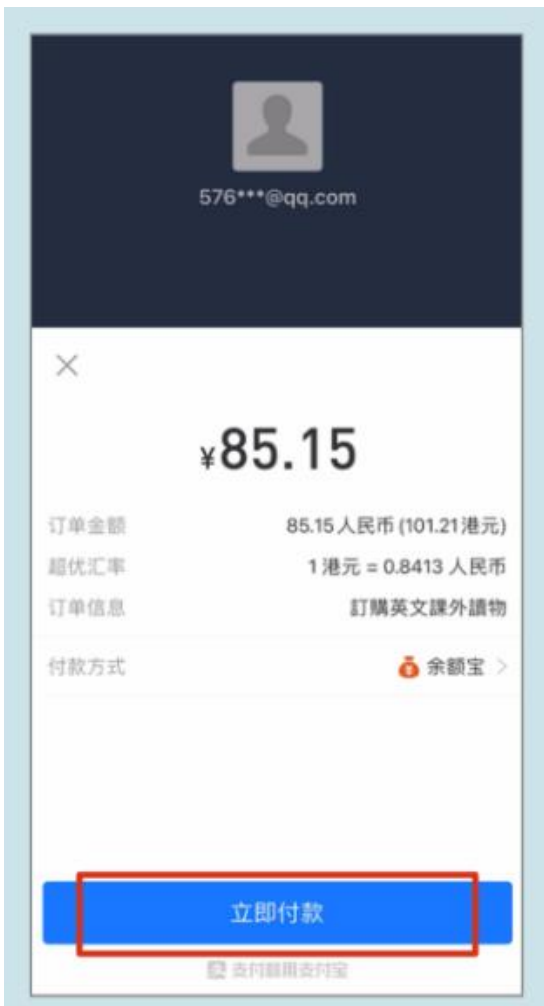 576***@qq.com
¥85.15
订单金额 85.15人民币(101.21港元)
超优汇率 1港元 = 0.8413 人民币
订单信息 訂購英文課外讀物
付款方式 余额宝 >
立即付款